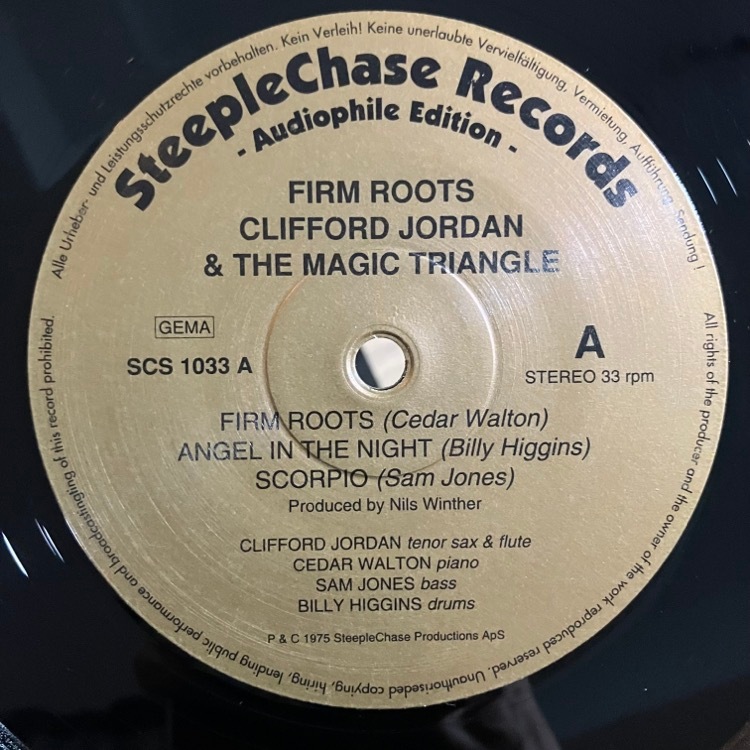 Alle Urheber- und Leistungsschutzrechte vorbehalten. Kein Verleih! Keine unerlaubte Vervielfältigung, Vermietung, Aufführung, Sendung!
SteepleChase Records
- Audiophile Edition -
FIRM ROOTS
CLIFFORD JORDAN
& THE MAGIC TRIANGLE
GEMA
SCS 1033 A
A
STEREO 33 rpm
FIRM ROOTS (Cedar Walton)
ANGEL IN THE NIGHT (Billy Higgins)
SCORPIO (Sam Jones)
Produced by Nils Winther
CLIFFORD JORDAN tenor sax & flute
CEDAR WALTON piano
SAM JONES bass
BILLY HIGGINS drums
P & C 1975 SteepleChase Productions ApS
All rights of the producer and the owner of the work reproduced reserved. Unauthoriseded copying, hiring, lending public performance and broadcastinging of this record prohibited.